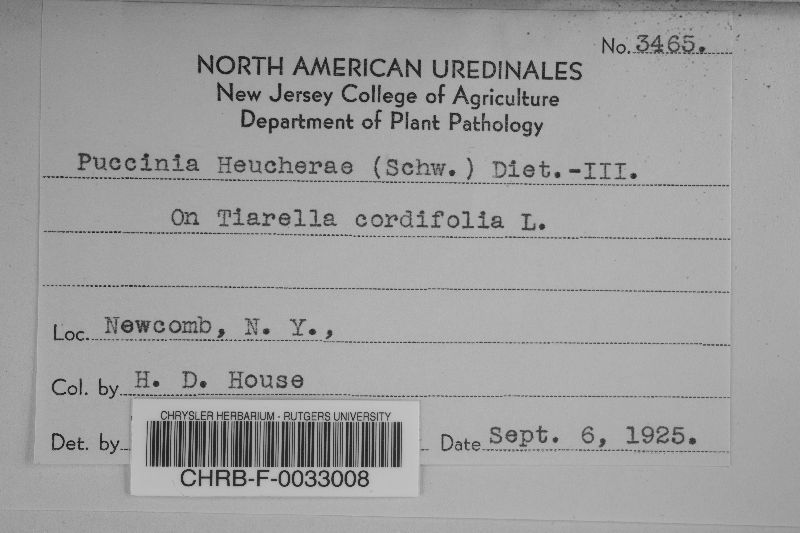 No. 3465.
NORTH AMERICAN UREDINALES
New Jersey College of Agriculture
Department of Plant Pathology
Puccinia Heucherae (Schw.) Diet.-III.
On Tiarella cordifolia L.
Loc. Newcomb, N. Y.,
Col. by H. D. House
Det. by Date Sept. 6, 1925.
CHRYSLER HERBARIUM - RUTGERS UNIVERSITY
CHRB-F-0033008